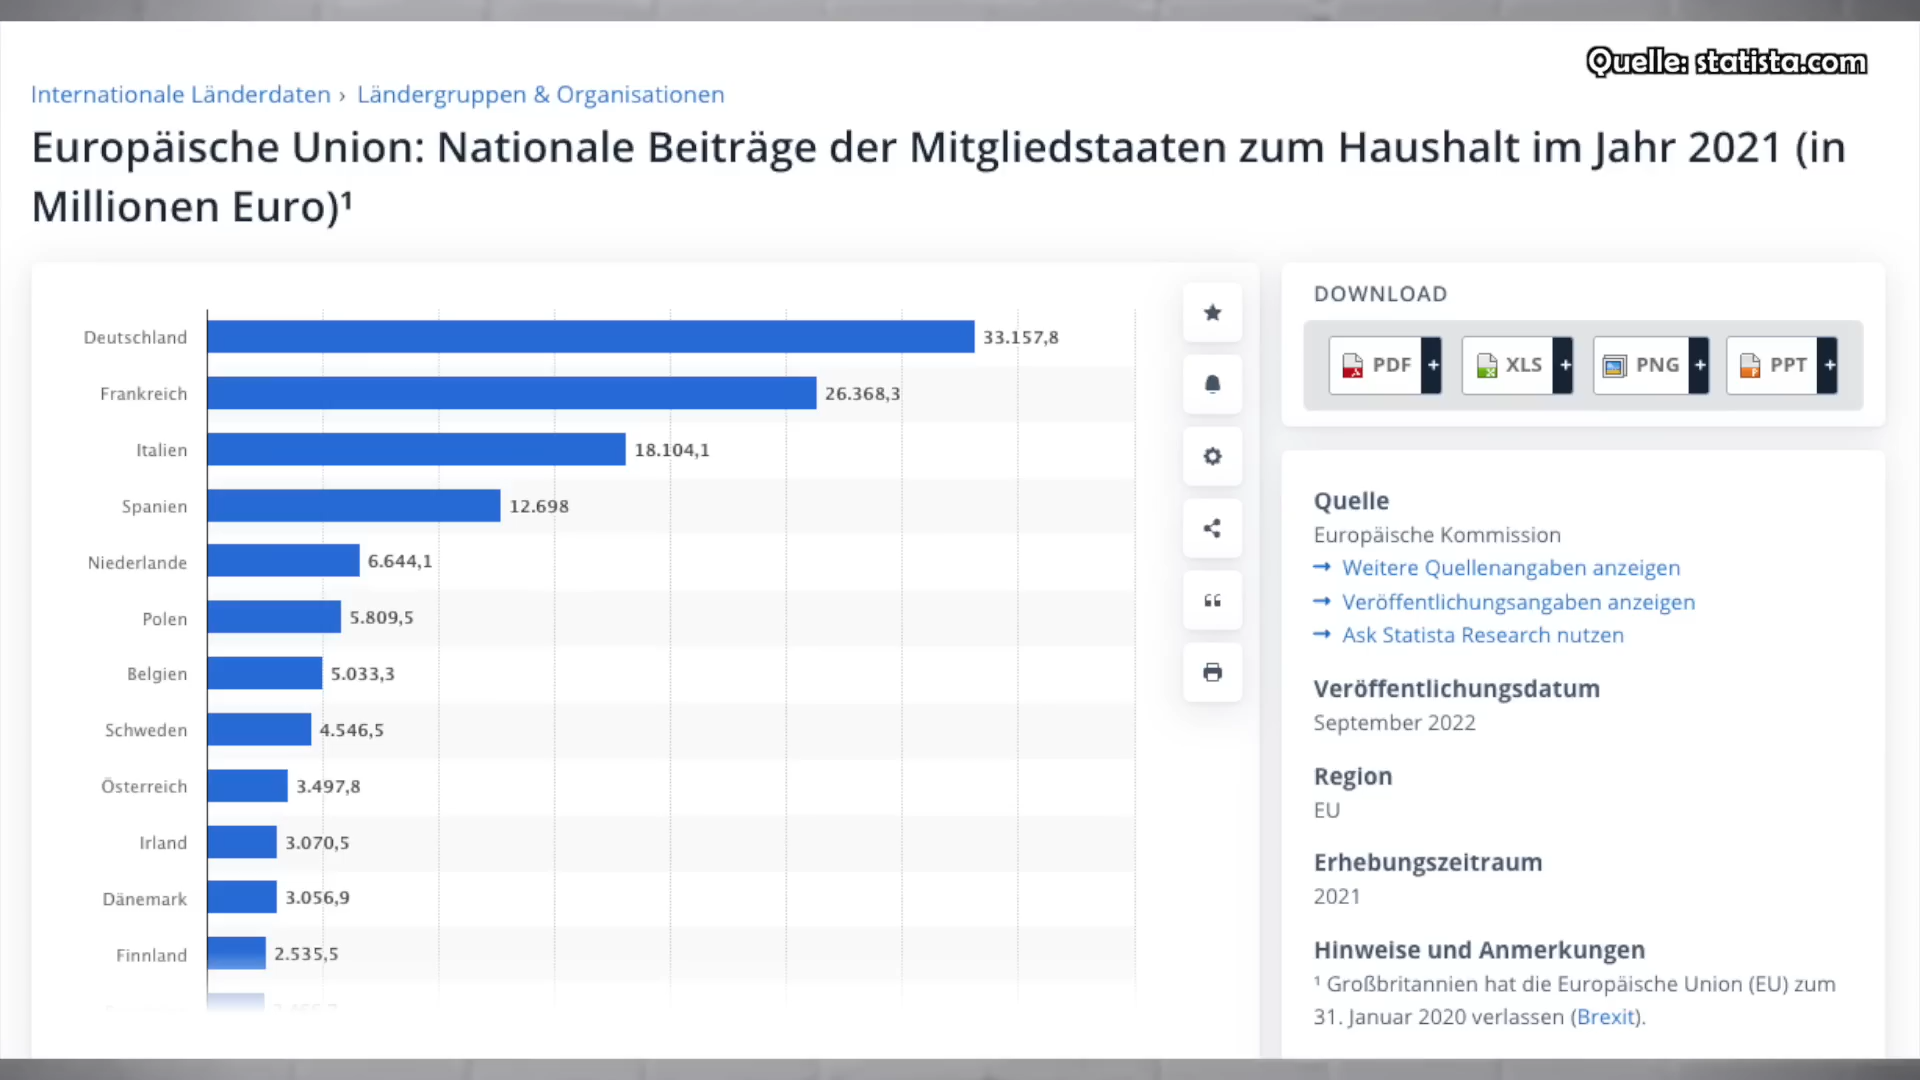 Quelle: statista.com
Internationale Länderdaten › Ländergruppen & Organisationen
Europäische Union: Nationale Beiträge der Mitgliedstaaten zum Haushalt im Jahr 2021 (in
Millionen Euro)¹
Deutschland 33.157,8
Frankreich 26.368,3
Italien 18.104,1
Spanien 12.698
Niederlande 6.644,1
Polen 5.809,5
Belgien 5.033,3
Schweden 4.546,5
Österreich 3.497,8
Irland 3.070,5
Dänemark 3.056,9
Finnland 2.535,5
DOWNLOAD
PDF + XLS + PNG + PPT +
Quelle
Europäische Kommission
→ Weitere Quellenangaben anzeigen
→ Veröffentlichungsangaben anzeigen
→ Ask Statista Research nutzen
Veröffentlichungsdatum
September 2022
Region
EU
Erhebungszeitraum
2021
Hinweise und Anmerkungen
¹ Großbritannien hat die Europäische Union (EU) zum
31. Januar 2020 verlassen (Brexit).